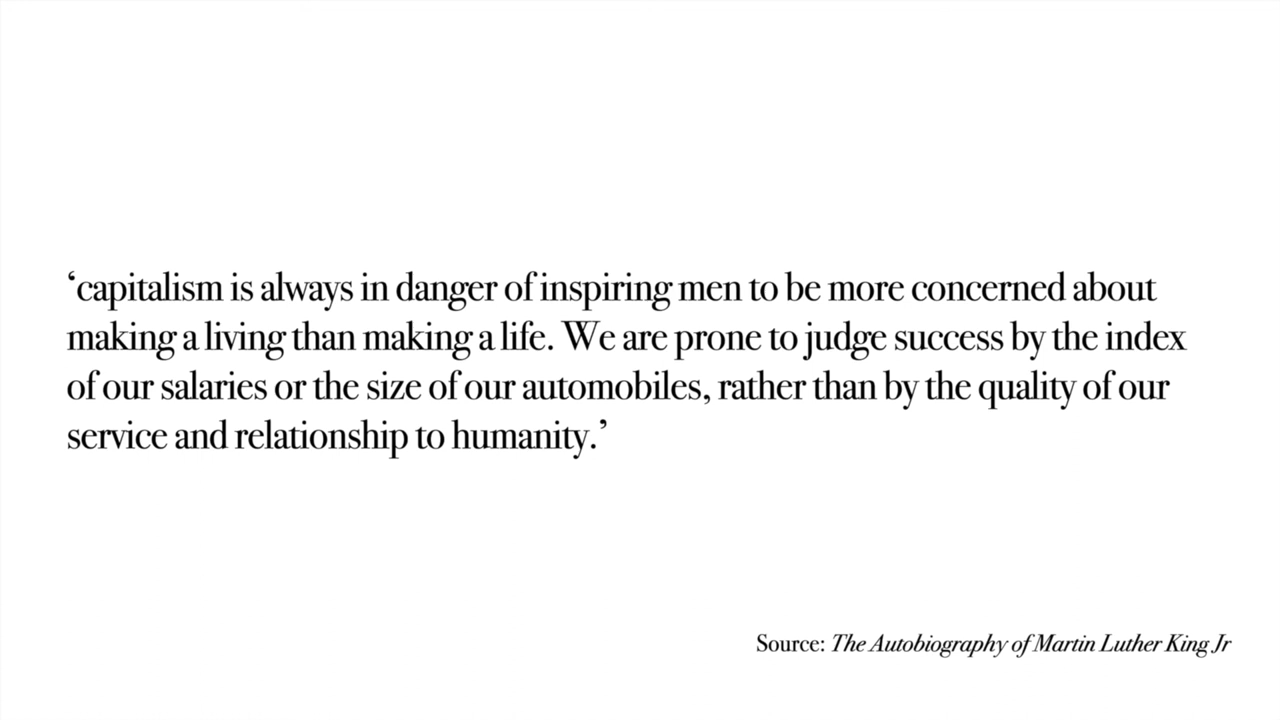 ‘capitalism is always in danger of inspiring men to be more concerned about
making a living than making a life. We are prone to judge success by the index
of our salaries or the size of our automobiles, rather than by the quality of our
service and relationship to humanity.’
Source: The Autobiography of Martin Luther King Jr